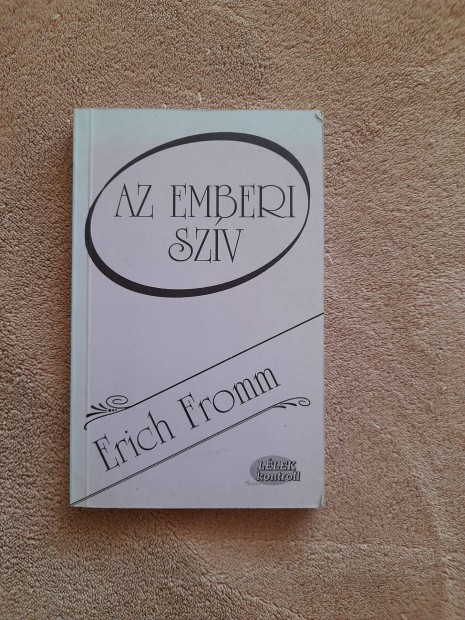 AZ EMBERI
SZÍV
Erich Fromm
LÉLEK
kontroll